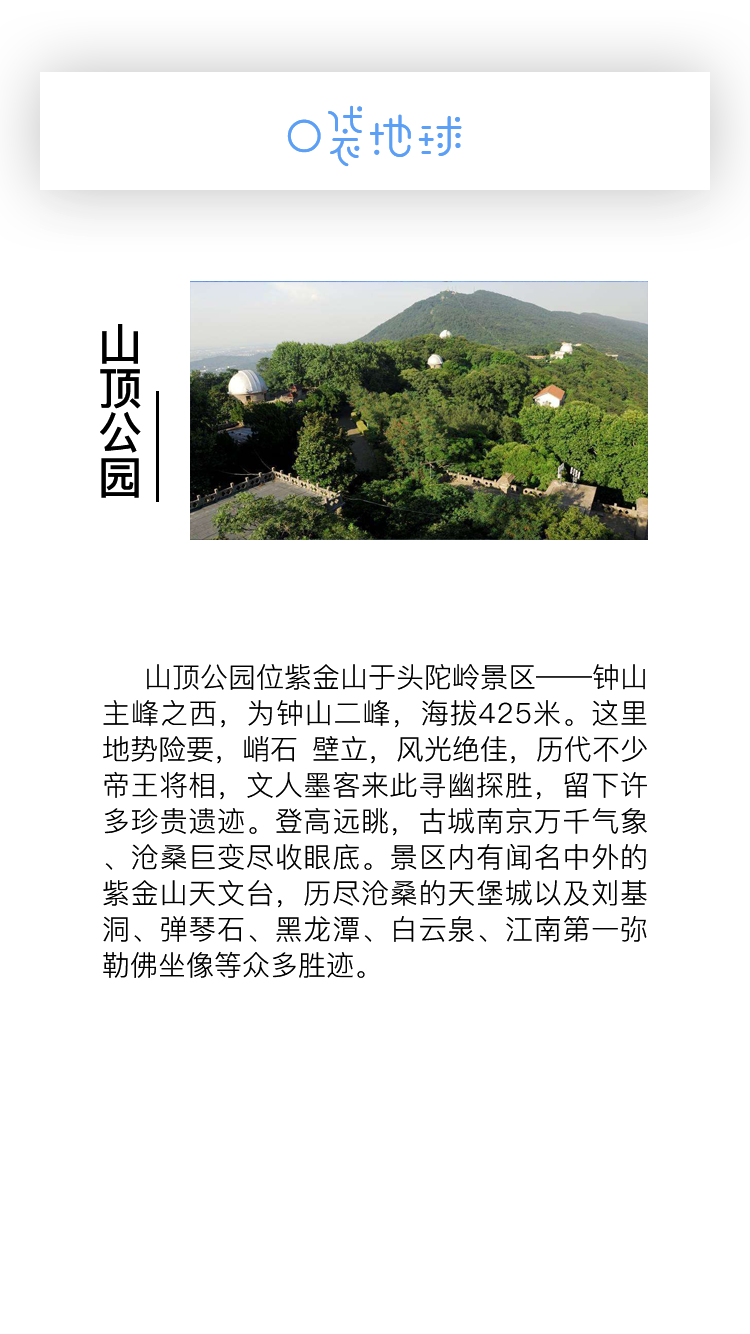 口袋地球
山顶公园
山顶公园位紫金山于头陀岭景区——钟山
主峰之西，为钟山二峰，海拔425米。这里
地势险要，峭石 壁立，风光绝佳，历代不少
帝王将相，文人墨客来此寻幽探胜，留下许
多珍贵遗迹。登高远眺，古城南京万千气象
、沧桑巨变尽收眼底。景区内有闻名中外的
紫金山天文台，历尽沧桑的天堡城以及刘基
洞、弹琴石、黑龙潭、白云泉、江南第一弥
勒佛坐像等众多胜迹。